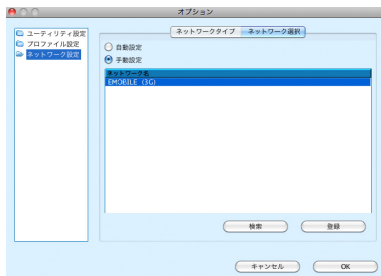 オプション
ユーティリティ設定
プロファイル設定
ネットワーク設定
ネットワークタイプ ネットワーク選択
自動設定
手動設定
ネットワーク名
EMOBILE (3G)
検索 登録
キャンセル OK